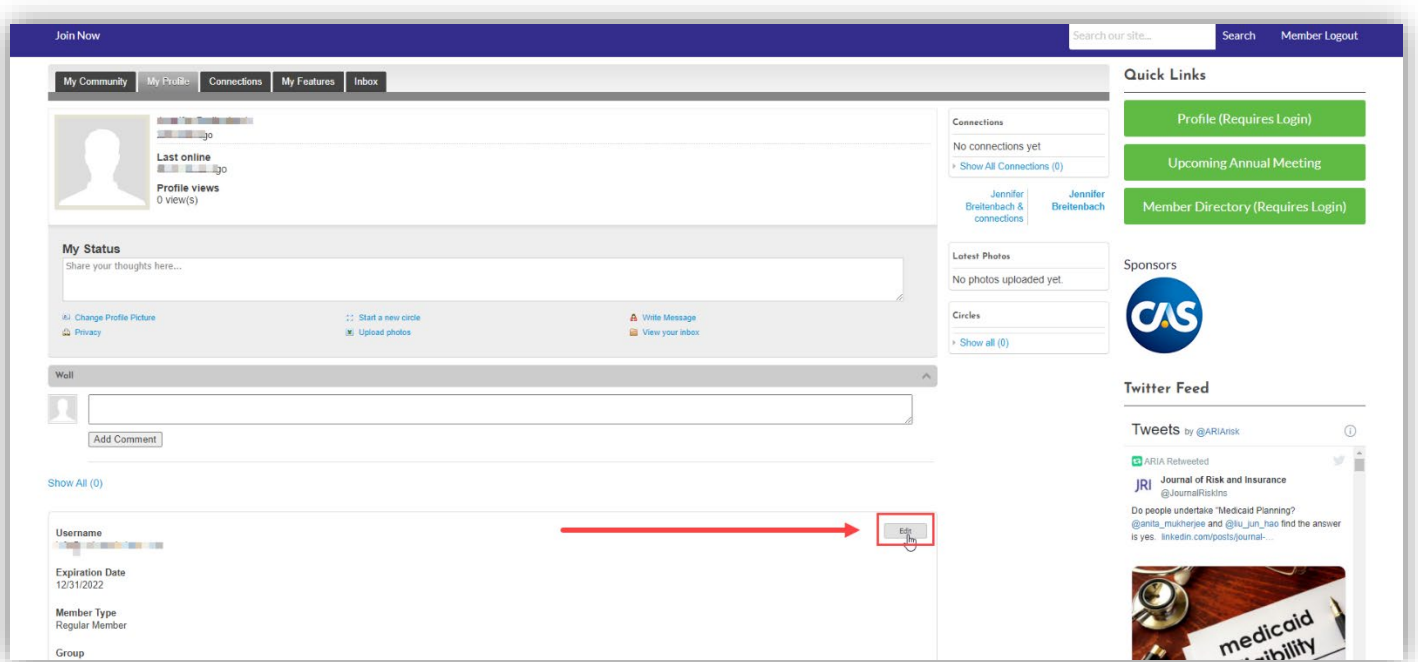 Join Now
Search our site...
Search
Member Logout
My Community
My Profile
Connections
My Features
Inbox
go
Last online
go
Profile views
0 view(s)
My Status
Share your thoughts here...
Change Profile Picture
Start a new circle
Write Message
Privacy
Upload photos
View your inbox
Wall
Add Comment
Show All (0)
Username
Edit
Expiration Date
12/31/2022
Member Type
Regular Member
Group
Connections
No connections yet
Show All Connections (0)
Jennifer
Breitenbach &
connections
Jennifer
Breitenbach
Latest Photos
No photos uploaded yet.
Circles
Show all (0)
Quick Links
Profile (Requires Login)
Upcoming Annual Meeting
Member Directory (Requires Login)
Sponsors
CAS
Twitter Feed
Tweets by @ARIArisk
ARIA Retweeted
JRI
Journal of Risk and Insurance
@JournalRiskIns
Do people undertake "Medicaid Planning?
@anita_mukherjee and @liu_jun_hao find the answer
is yes. linkedin.com/posts/journal-...
medicaid